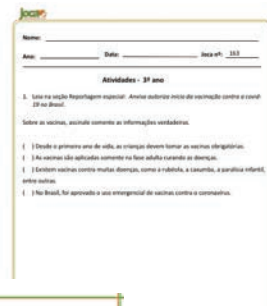 joca
Nome:
Ano: Data: Joca nº: 163
Atividades - 3º ano
1. Leia na seção Reportagem especial: Anvisa autoriza início da vacinação contra a covid-
19 no Brasil.
Sobre as vacinas, assinale somente as informações verdadeiras.
( ) Desde o primeiro ano de vida, as crianças devem tomar as vacinas obrigatórias.
( ) As vacinas são aplicadas somente na fase adulta curando as doenças.
( ) Existem vacinas contra muitas doenças, como a rubéola, a caxumba, a paralisia infantil,
entre outras.
( ) No Brasil, foi aprovado o uso emergencial de vacinas contra o coronavírus.